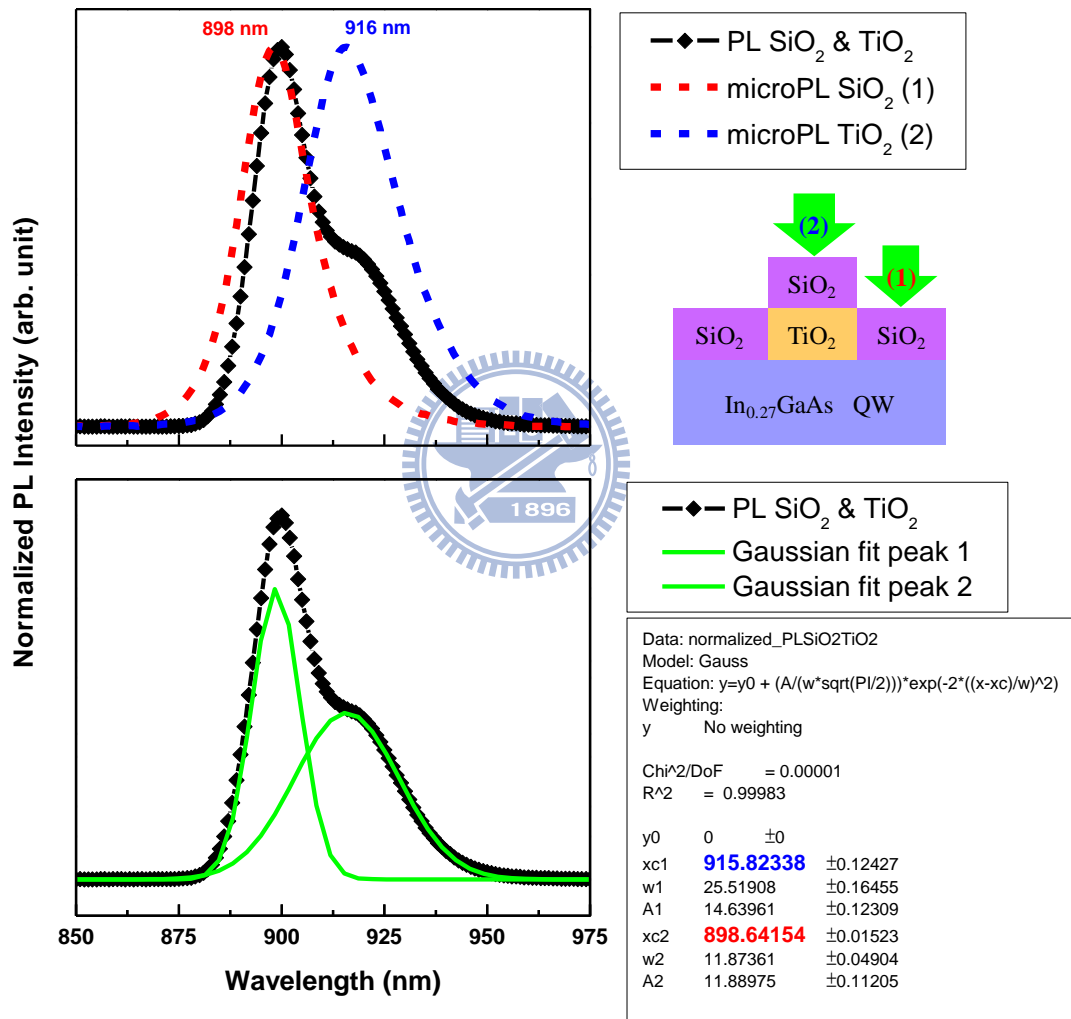 898 nm
916 nm
PL SiO₂ & TiO₂
microPL SiO₂ (1)
microPL TiO₂ (2)
(2)
(1)
SiO₂
SiO₂
TiO₂
SiO₂
In₀.₂₇GaAs QW
Normalized PL Intensity (arb. unit)
1896
PL SiO₂ & TiO₂
Gaussian fit peak 1
Gaussian fit peak 2
Data: normalized_PLSiO2TiO2
Model: Gauss
Equation: y=y0 + (A/(w*sqrt(PI/2)))*exp(-2*((x-xc)/w)^2)
Weighting:
y No weighting
Chi^2/DoF = 0.00001
R^2 = 0.99983
y0 0 ±0
xc1 915.82338 ±0.12427
w1 25.51908 ±0.16455
A1 14.63961 ±0.12309
xc2 898.64154 ±0.01523
w2 11.87361 ±0.04904
A2 11.88975 ±0.11205
850 875 900 925 950 975
Wavelength (nm)